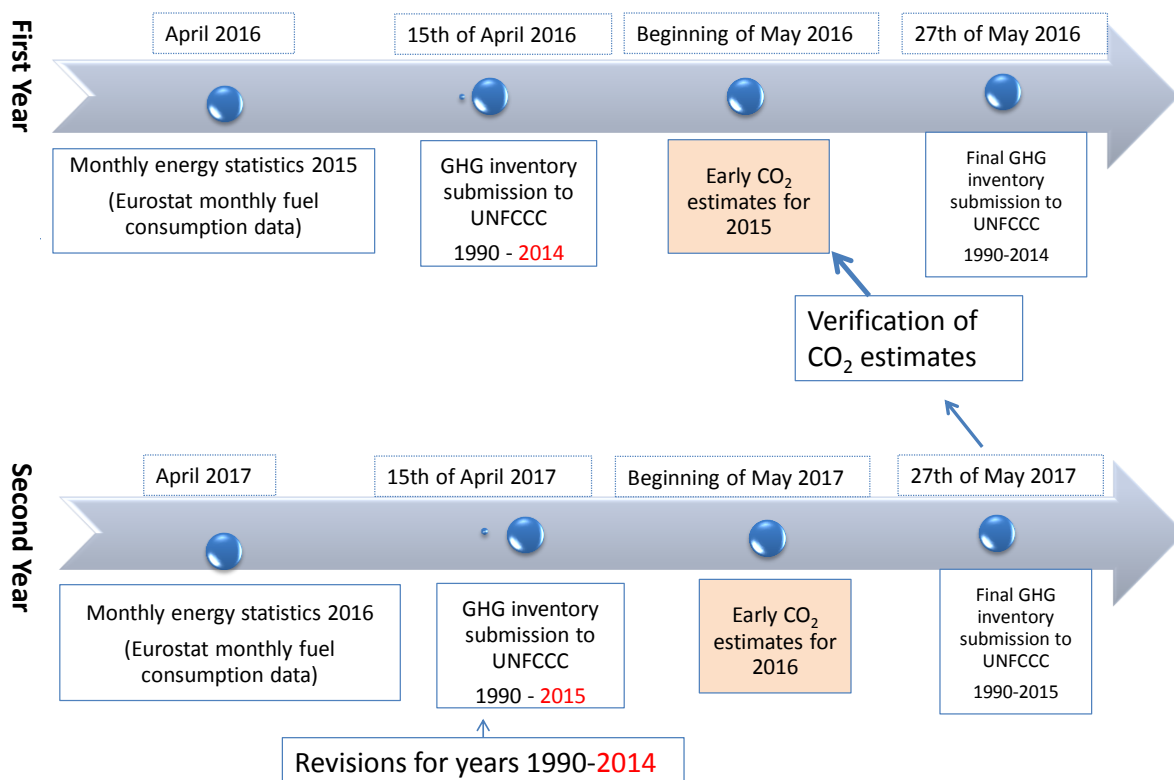 First Year
April 2016
15th of April 2016
Beginning of May 2016
27th of May 2016
Monthly energy statistics 2015
(Eurostat monthly fuel
consumption data)
GHG inventory
submission to
UNFCCC
1990 - 2014
Early CO₂
estimates for
2015
Final GHG
inventory
submission to
UNFCCC
1990-2014
Verification of
CO₂ estimates
Second Year
April 2017
15th of April 2017
Beginning of May 2017
27th of May 2017
Monthly energy statistics 2016
(Eurostat monthly fuel
consumption data)
GHG inventory
submission to
UNFCCC
1990 - 2015
Early CO₂
estimates for
2016
Final GHG
inventory
submission to
UNFCCC
1990-2015
Revisions for years 1990-2014